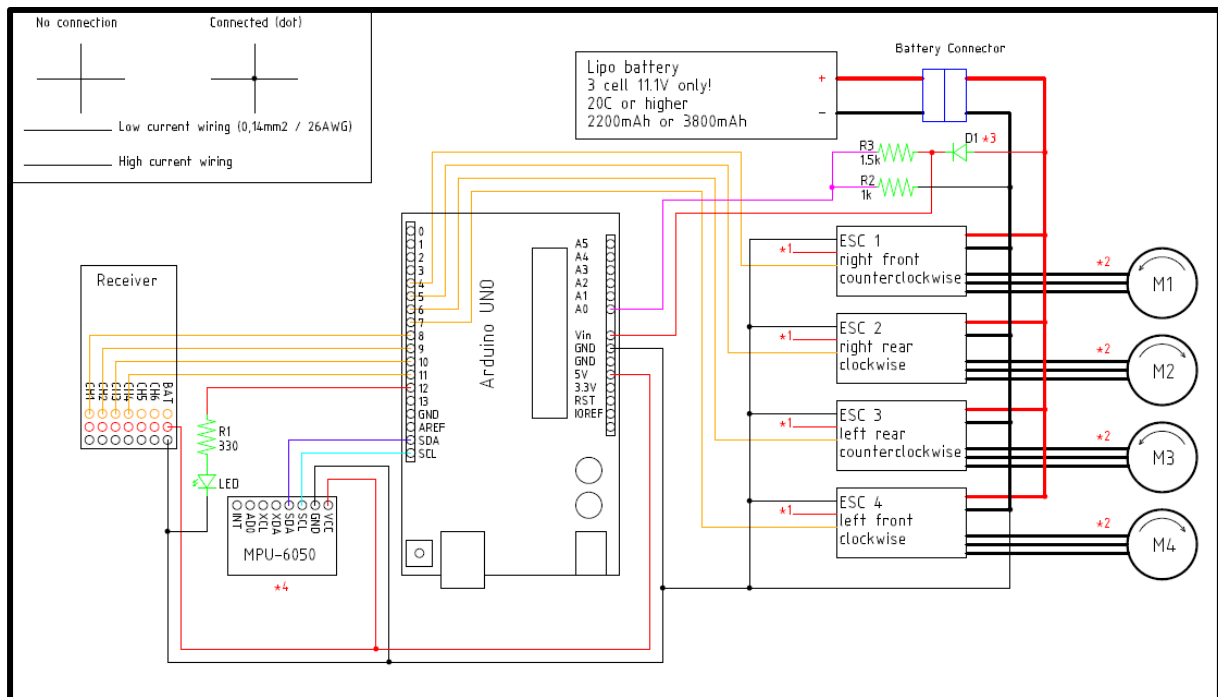 No connection
Connected (dot)
Low current wiring (0,14mm2 / 26AWG)
High current wiring
Lipo battery
3 cell 11.1V only!
20C or higher
2200mAh or 3800mAh
+
-
Battery Connector
R3
1.5k
D1 *3
R2
1k
Receiver
CH1
CH2
CH3
CH4
CH5
CH6
BAT
R1
330
LED
INT
AD0
XCL
XDA
SDA
SCL
GND
VCC
MPU-6050
*4
Arduino UNO
0
1
2
3
4
5
6
7
8
9
10
11
12
13
GND
AREF
SDA
SCL
A5
A4
A3
A2
A1
A0
Vin
GND
GND
5V
3.3V
RST
IOREF
*1
ESC 1
right front
counterclockwise
*2
M1
*1
ESC 2
right rear
clockwise
*2
M2
*1
ESC 3
left rear
counterclockwise
*2
M3
*1
ESC 4
left front
clockwise
*2
M4